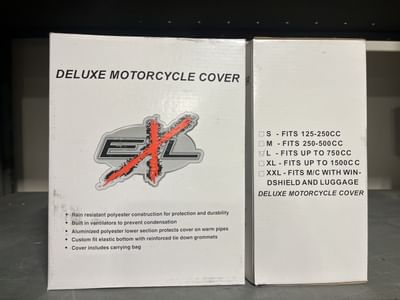 DELUXE MOTORCYCLE COVER
EXL
• Rain resistant polyester construction for protection and durability
• Built in ventilators to prevent condensation
• Aluminized polyester lower section protects cover on warm pipes
• Custom fit elastic bottom with reinforced tie down grommets
• Cover includes carrying bag
S - FITS 125-250CC
M - FITS 250-500CC
L - FITS UP TO 750CC
XL - FITS UP TO 1500CC
XXL - FITS M/C WITH WIN-
DSHIELD AND LUGGAGE
DELUXE MOTORCYCLE COVER